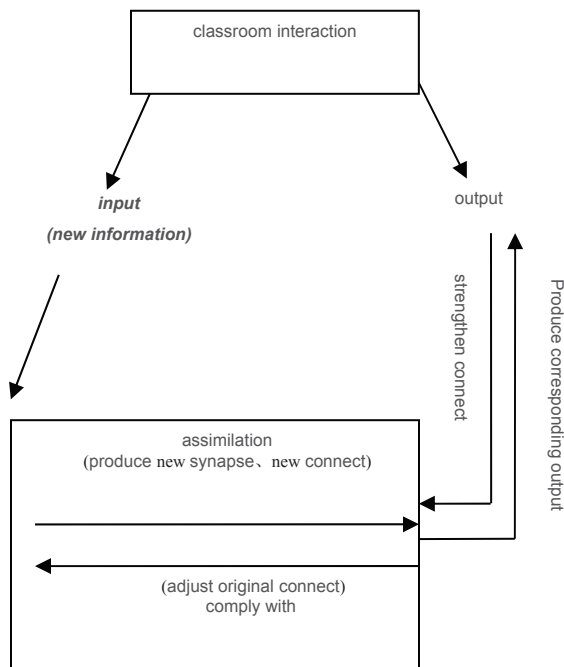 classroom interaction
input
(new information)
output
strengthen connect
Produce corresponding output
assimilation
(produce new synapse、new connect)
(adjust original connect)
comply with